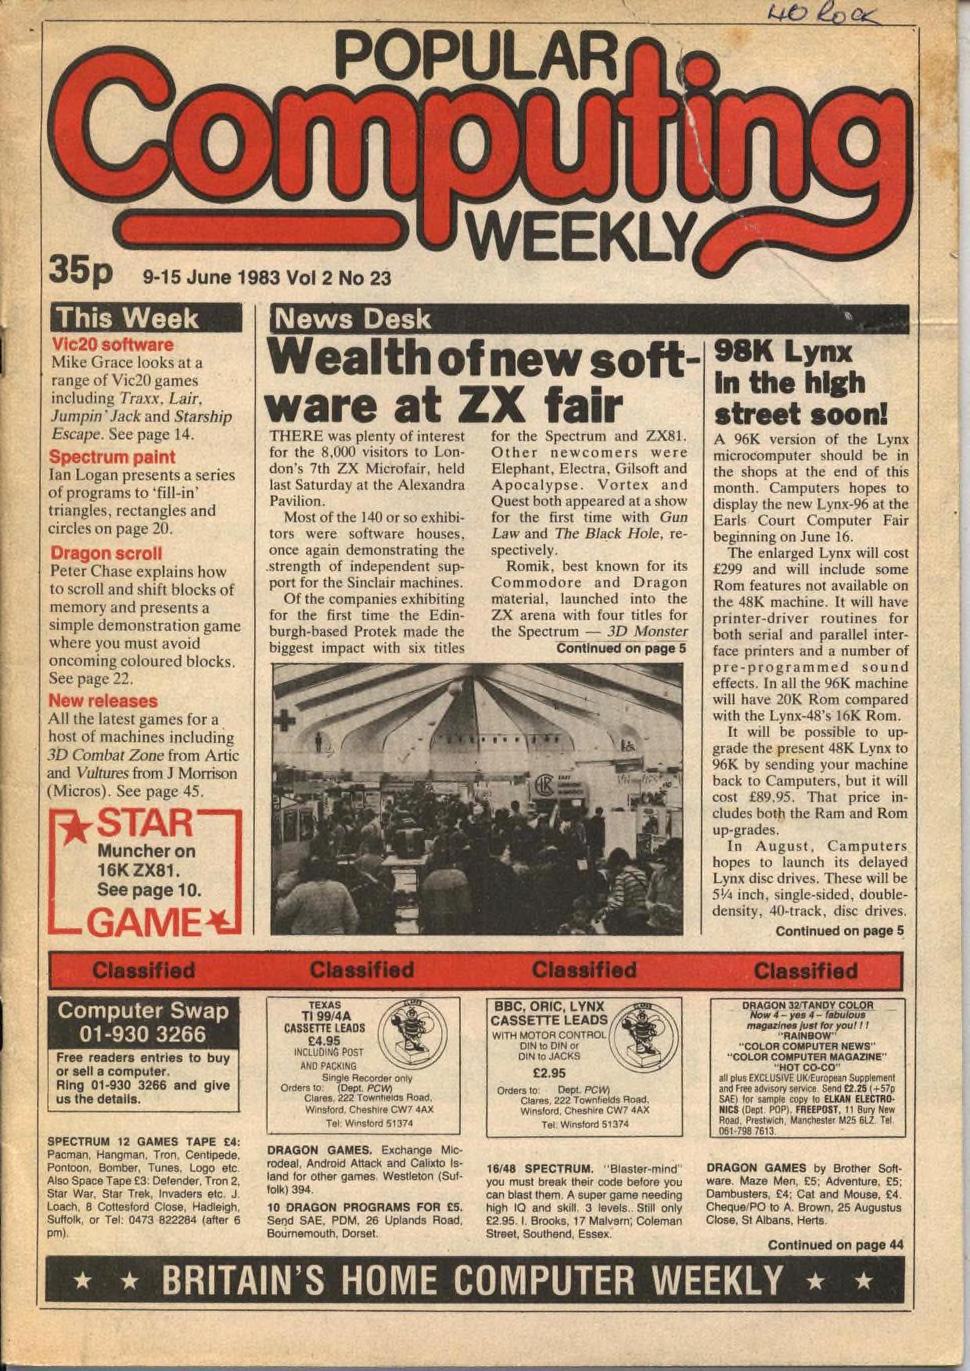 40 Rock
POPULAR
Computing
WEEKLY
35p 9-15 June 1983 Vol 2 No 23
This Week
Vic20 software
Mike Grace looks at a
range of Vic20 games
including Traxx, Lair,
Jumpin' Jack and Starship
Escape. See page 14.
Spectrum paint
Ian Logan presents a series
of programs to 'fill-in'
triangles, rectangles and
circles on page 20.
Dragon scroll
Peter Chase explains how
to scroll and shift blocks of
memory and presents a
simple demonstration game
where you must avoid
oncoming coloured blocks.
See page 22.
New releases
All the latest games for a
host of machines including
3D Combat Zone from Artic
and Vultures from J Morrison
(Micros). See page 45.
STAR
Muncher on
16K ZX81.
See page 10.
GAME
News Desk
Wealth of new soft-
ware at ZX fair
THERE was plenty of interest
for the 8,000 visitors to Lon-
don's 7th ZX Microfair, held
last Saturday at the Alexandra
Pavilion.
Most of the 140 or so exhibi-
tors were software houses,
once again demonstrating the
strength of independent sup-
port for the Sinclair machines.
Of the companies exhibiting
for the first time the Edin-
burgh-based Protek made the
biggest impact with six titles
for the Spectrum and ZX81.
Other newcomers were
Elephant, Electra, Gilsoft and
Apocalypse. Vortex and
Quest both appeared at a show
for the first time with Gun
Law and The Black Hole, re-
spectively.
Romik, best known for its
Commodore and Dragon
material, launched into the
ZX arena with four titles for
the Spectrum — 3D Monster
Continued on page 5
98K Lynx
in the high
street soon!
A 96K version of the Lynx
microcomputer should be in
the shops at the end of this
month. Camputers hopes to
display the new Lynx-96 at the
Earls Court Computer Fair
beginning on June 16.
The enlarged Lynx will cost
£299 and will include some
Rom features not available on
the 48K machine. It will have
printer-driver routines for
both serial and parallel inter-
face printers and a number of
pre-programmed sound
effects. In all the 96K machine
will have 20K Rom compared
with the Lynx-48's 16K Rom.
It will be possible to up-
grade the present 48K Lynx to
96K by sending your machine
back to Camputers, but it will
cost £89.95. That price in-
cludes both the Ram and Rom
up-grades.
In August, Camputers
hopes to launch its delayed
Lynx disc drives. These will be
5¼ inch, single-sided, double-
density, 40-track, disc drives.
Continued on page 5
Classified Classified Classified Classified
Computer Swap
01-930 3266
Free readers entries to buy
or sell a computer.
Ring 01-930 3266 and give
us the details.
SPECTRUM 12 GAMES TAPE £4:
Pacman, Hangman, Tron, Centipede,
Pontoon, Bomber, Tunes, Logo etc.
Also Space Tape £3: Defender, Tron 2,
Star War, Star Trek, Invaders etc. J.
Loach, 8 Cottesford Close, Hadleigh,
Suffolk, or Tel: 0473 822284 (after 6
pm).
TEXAS
TI 99/4A
CASSETTE LEADS
£4.95
INCLUDING POST
AND PACKING
Single Recorder only
Orders to: (Dept. PCW)
Clares, 222 Townfields Road,
Winsford, Cheshire CW7 4AX
Tel: Winsford 51374
DRAGON GAMES. Exchange Mic-
rodeal, Android Attack and Calixto Is-
land for other games. Westleton (Suf-
folk) 394.
10 DRAGON PROGRAMS FOR £5.
Send SAE, PDM, 26 Uplands Road,
Bournemouth, Dorset.
BBC, ORIC, LYNX
CASSETTE LEADS
WITH MOTOR CONTROL
DIN to DIN or
DIN to JACKS
£2.95
Orders to: Dept. PCW)
Clares, 222 Townfields Road,
Winsford, Cheshire CW7 4AX
Tel: Winsford 51374
16/48 SPECTRUM. "Blaster-mind"
you must break their code before you
can blast them. A super game needing
high IQ and skill. 3 levels. Still only
£2.95. I. Brooks, 17 Malvern; Coleman
Street, Southend, Essex.
DRAGON 32/TANDY COLOR
Now 4 – yes 4 – fabulous
magazines just for you!!!
"RAINBOW"
"COLOR COMPUTER NEWS"
"COLOR COMPUTER MAGAZINE"
"HOT CO-CO"
all plus EXCLUSIVE UK/European Supplement
and Free advisory service. Send £2.25 (+57p
SAE) for sample copy to ELKAN ELECTRO-
NICS (Dept. POP), FREEPOST, 11 Bury New
Road, Prestwich, Manchester M25 6LZ. Tel.
061-798 7613.
DRAGON GAMES by Brother Soft-
ware. Maze Men, £5; Adventure, £5;
Dambusters, £4; Cat and Mouse, £4.
Cheque/PO to A. Brown, 25 Augustus
Close, St Albans, Herts.
Continued on page 44
BRITAIN'S HOME COMPUTER WEEKLY